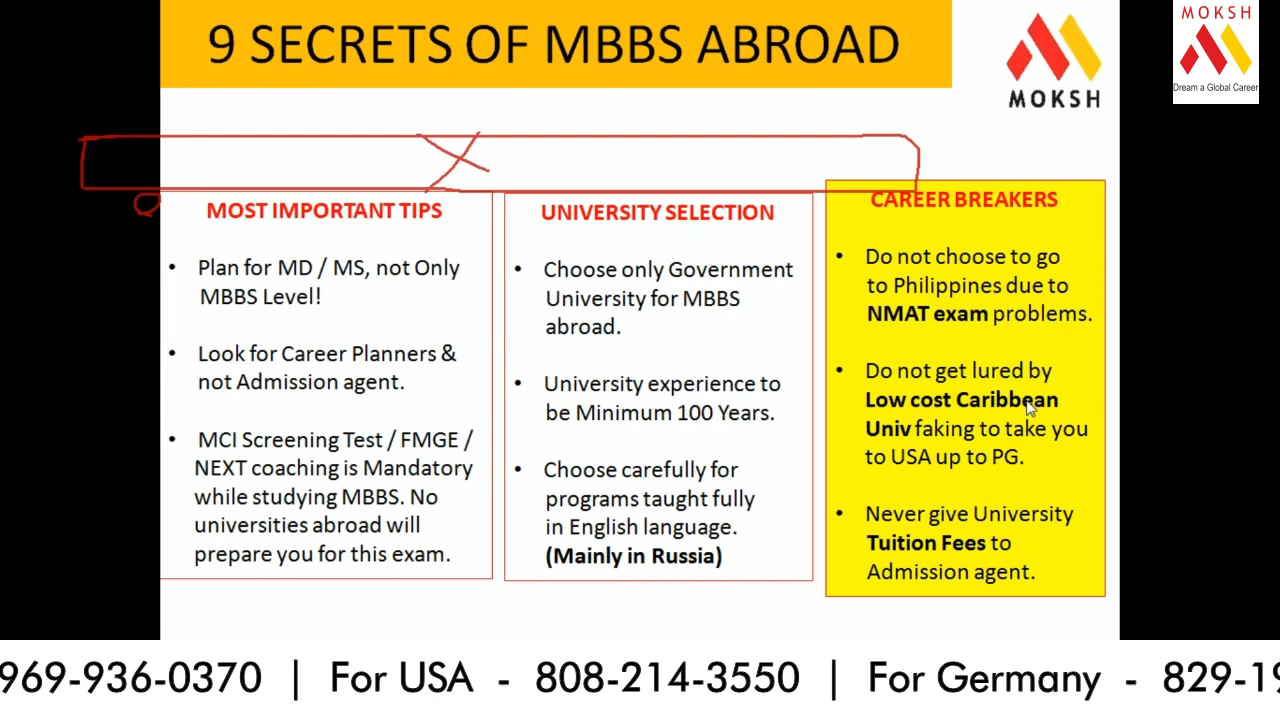 9 SECRETS OF MBBS ABROAD
MOKSH
MOKSH
Dream a Global Career
MOST IMPORTANT TIPS
• Plan for MD / MS, not Only
MBBS Level!
• Look for Career Planners &
not Admission agent.
• MCI Screening Test / FMGE /
NEXT coaching is Mandatory
while studying MBBS. No
universities abroad will
prepare you for this exam.
UNIVERSITY SELECTION
• Choose only Government
University for MBBS
abroad.
• University experience to
be Minimum 100 Years.
• Choose carefully for
programs taught fully
in English language.
(Mainly in Russia)
CAREER BREAKERS
• Do not choose to go
to Philippines due to
NMAT exam problems.
• Do not get lured by
Low cost Caribbean
Univ faking to take you
to USA up to PG.
• Never give University
Tuition Fees to
Admission agent.
969-936-0370 | For USA - 808-214-3550 | For Germany - 829-19